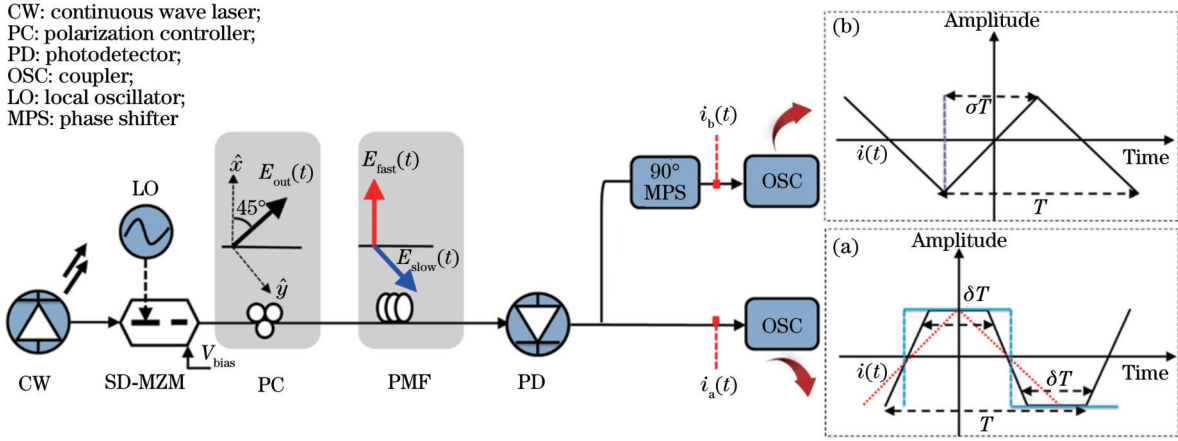 CW: continuous wave laser;
PC: polarization controller;
PD: photodetector;
OSC: coupler;
LO: local oscillator;
MPS: phase shifter
LO
x̂
E_out(t)
45°
ŷ
E_fast(t)
E_slow(t)
V_bias
CW
SD-MZM
PC
PMF
PD
90°
MPS
i_b(t)
OSC
i_a(t)
OSC
(b)
Amplitude
σT
i(t)
Time
T
(a)
Amplitude
δT
i(t)
Time
δT
T